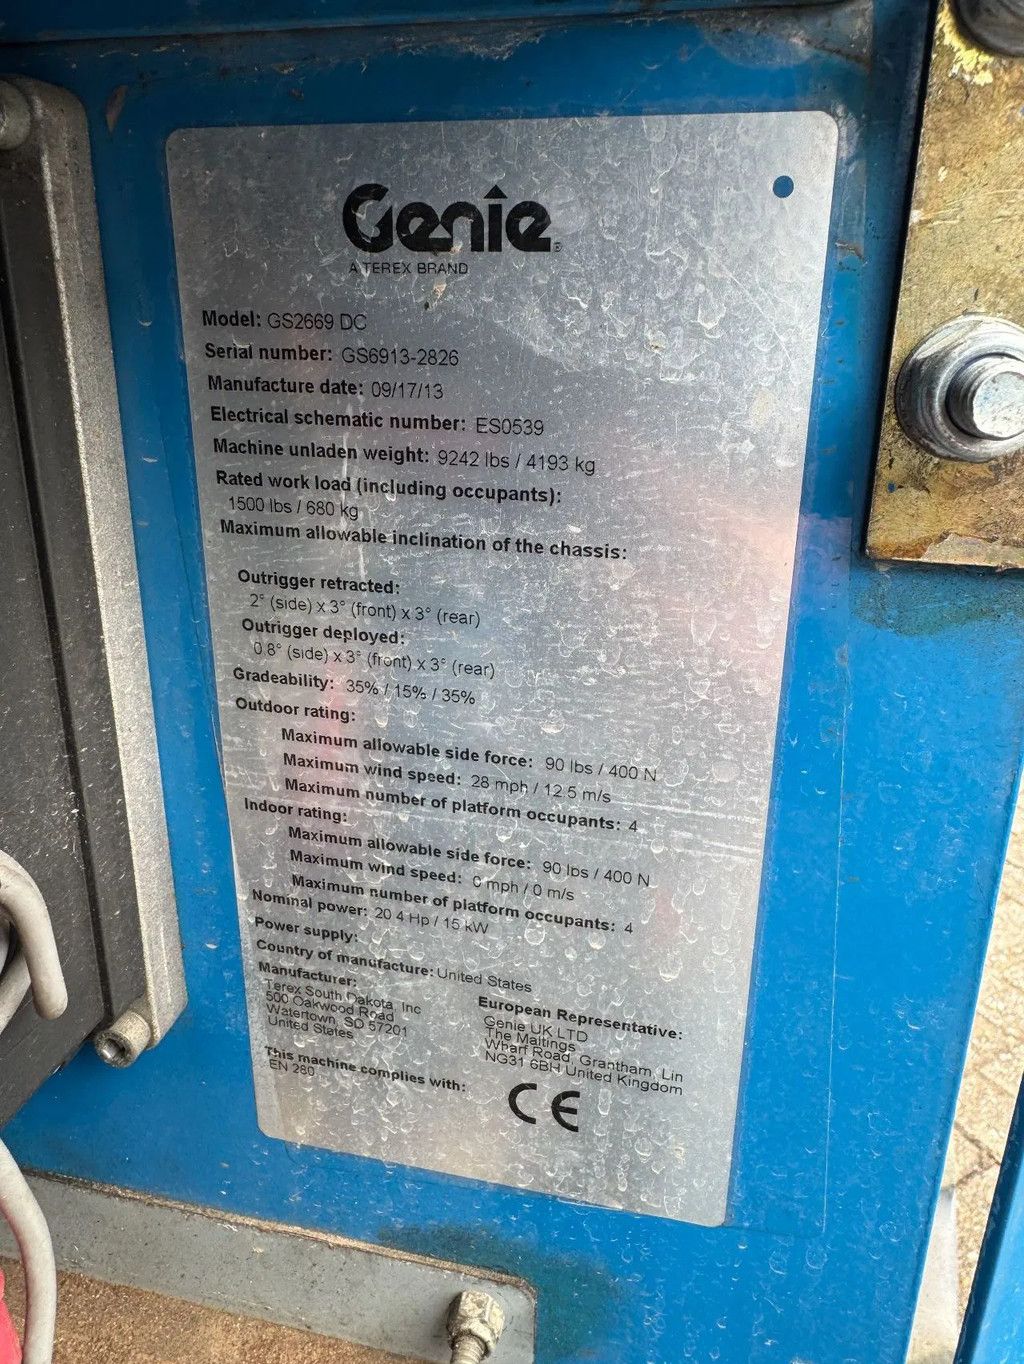 Genie
A TEREX BRAND
Model: GS2669 DC
Serial number: GS6913-2826
Manufacture date: 09/17/13
Electrical schematic number: ES0539
Machine unladen weight: 9242 lbs / 4193 kg
Rated work load (including occupants):
1500 lbs / 680 kg
Maximum allowable inclination of the chassis:
Outrigger retracted:
2° (side) x 3° (front) x 3° (rear)
Outrigger deployed:
0.8° (side) x 3° (front) x 3° (rear)
Gradeability: 35% / 15% / 35%
Outdoor rating:
Maximum allowable side force: 90 lbs / 400 N
Maximum wind speed: 28 mph / 12.5 m/s
Maximum number of platform occupants: 4
Indoor rating:
Maximum allowable side force: 90 lbs / 400 N
Maximum wind speed: 0 mph / 0 m/s
Maximum number of platform occupants: 4
Nominal power: 20.4 Hp / 15 kW
Power supply:
Country of manufacture: United States
Manufacturer:
Terex South Dakota, Inc
500 Oakwood Road
Watertown, SD 57201
United States
European Representative:
Genie UK LTD
The Maltings
Wharf Road, Grantham, Lin
NG31 6BH United Kingdom
This machine complies with:
EN 280
CE